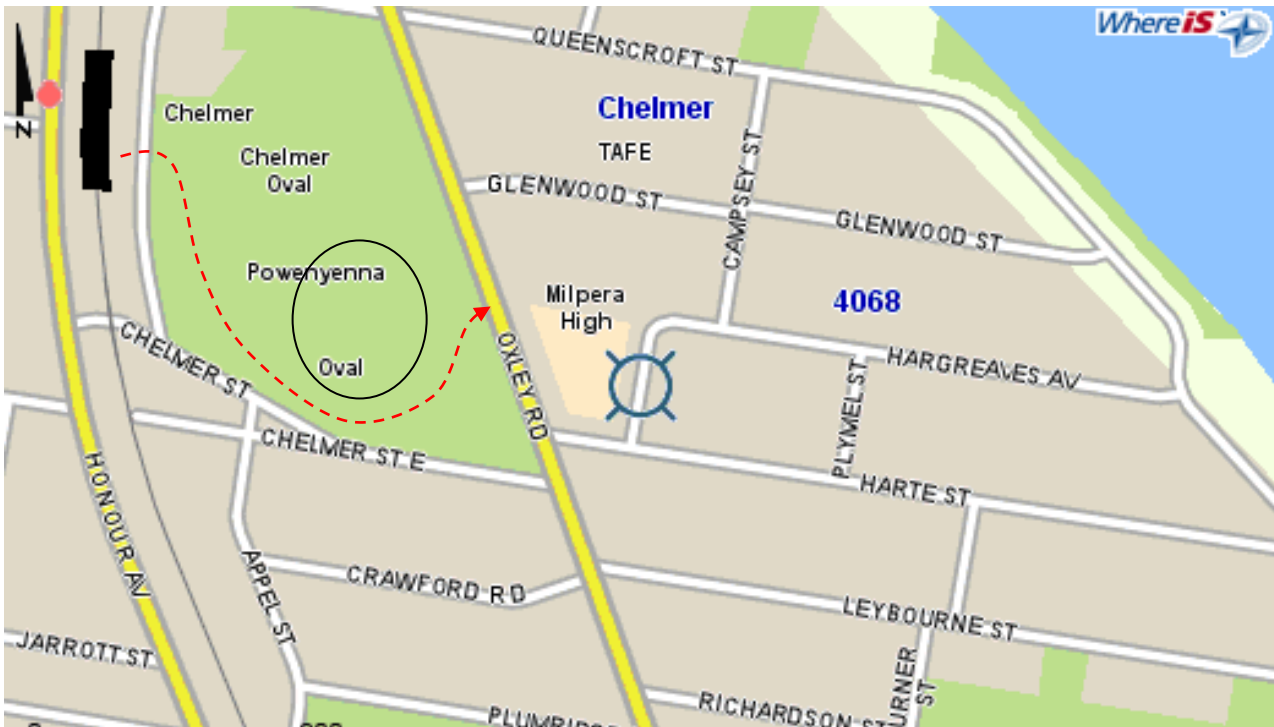 WhereiS
QUEENSCROFT ST
Chelmer
Chelmer
N
TAFE
Chelmer
Oval
CAMPSEY ST
GLENWOOD ST
GLENWOOD ST
Powenyenna
Milpera
High
4068
CHELMER ST
OXLEY RD
Oval
HARGREAVES AV
PLYMEL ST
CHELMER ST E
HARTE ST
HONOUR AV
APPEL ST
CRAWFORD RD
LEYBOURNE ST
JARROTT ST
URNER
ST
RICHARDSON ST